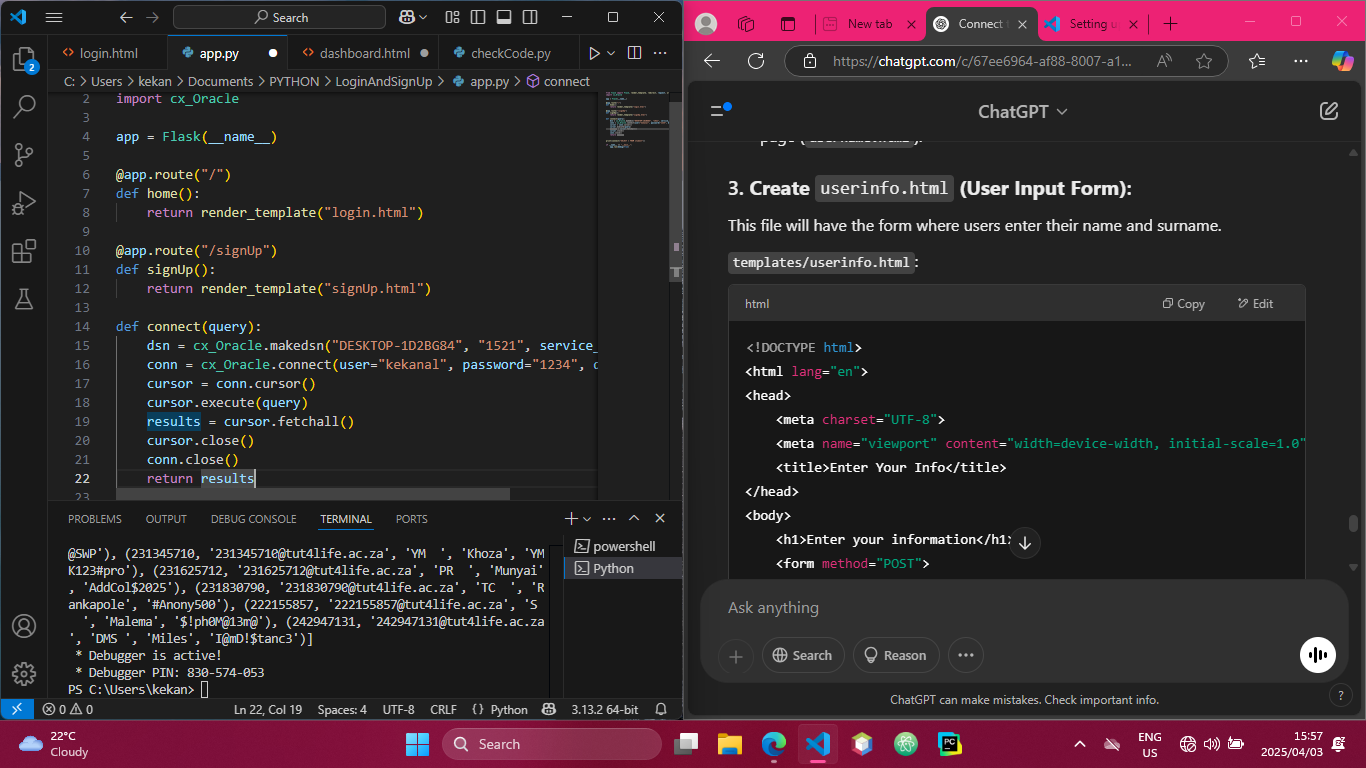 Search
login.html
app.py
dashboard.html
checkCode.py
C: > Users > kekan > Documents > PYTHON > LoginAndSignUp > app.py > connect
2 import cx_Oracle
3
4 app = Flask(__name__)
5
6 @app.route("/")
7 def home():
8 return render_template("login.html")
9
10 @app.route("/signUp")
11 def signUp():
12 return render_template("signUp.html")
13
14 def connect(query):
15 dsn = cx_Oracle.makedsn("DESKTOP-1D2BG84", "1521", service_
16 conn = cx_Oracle.connect(user="kekanal", password="1234", d
17 cursor = conn.cursor()
18 cursor.execute(query)
19 results = cursor.fetchall()
20 cursor.close()
21 conn.close()
22 return results
23
2
PROBLEMS OUTPUT DEBUG CONSOLE TERMINAL PORTS
@SWP'), (231345710, '231345710@tut4life.ac.za', 'YM  ', 'Khoza', 'YM
K123#pro'), (231625712, '231625712@tut4life.ac.za', 'PR  ', 'Munyai'
, 'AddCol$2025'), (231830790, '231830790@tut4life.ac.za', 'TC  ', 'R
ankapole', '#Anony500'), (222155857, '222155857@tut4life.ac.za', 'S
  ', 'Malema', '$!ph0M@13m@'), (242947131, '242947131@tut4life.ac.za
', 'DMS ', 'Miles', 'I@mD!$tanc3')]
* Debugger is active!
* Debugger PIN: 830-574-053
PS C:\Users\kekan>
powershell
Python
0 0 Ln 22, Col 19 Spaces: 4 UTF-8 CRLF {} Python 3.13.2 64-bit
New tab
Connect
Setting u
https://chatgpt.com/c/67ee6964-af88-8007-a1...
ChatGPT
3. Create userinfo.html (User Input Form):
This file will have the form where users enter their name and surname.
templates/userinfo.html:
html Copy Edit
<!DOCTYPE html>
<html lang="en">
<head>
<meta charset="UTF-8">
<meta name="viewport" content="width=device-width, initial-scale=1.0"
<title>Enter Your Info</title>
</head>
<body>
<h1>Enter your information</h1>
<form method="POST">
Ask anything
Search Reason
ChatGPT can make mistakes. Check important info.
?
22°C
Cloudy
Search
PC
ENG
US
15:57
2025/04/03